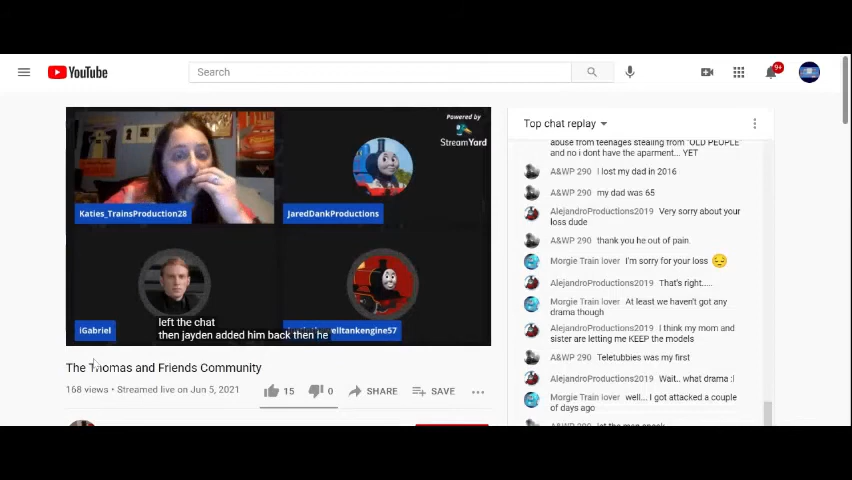 YouTube
Search
9+
Powered by
StreamYard
Katies_TrainsProduction28
JaredDankProductions
iGabriel
elltankengine57
left the chat
then jayden added him back then he
The Thomas and Friends Community
168 views • Streamed live on Jun 5, 2021
15
0
SHARE
SAVE
Top chat replay
abuse from teenages stealing from "OLD PEOPLE
and no i dont have the aparment... YET
A&WP 290 I lost my dad in 2016
A&WP 290 my dad was 65
AlejandroProductions2019 Very sorry about your
loss dude
A&WP 290 thank you he out of pain.
Morgie Train lover I'm sorry for your loss
AlejandroProductions2019 That's right.....
Morgie Train lover At least we haven't got any
drama though
AlejandroProductions2019 I think my mom and
sister are letting me KEEP the models
A&WP 290 Teletubbies was my first
AlejandroProductions2019 Wait.. what drama :l
Morgie Train lover well... I got attacked a couple
of days ago